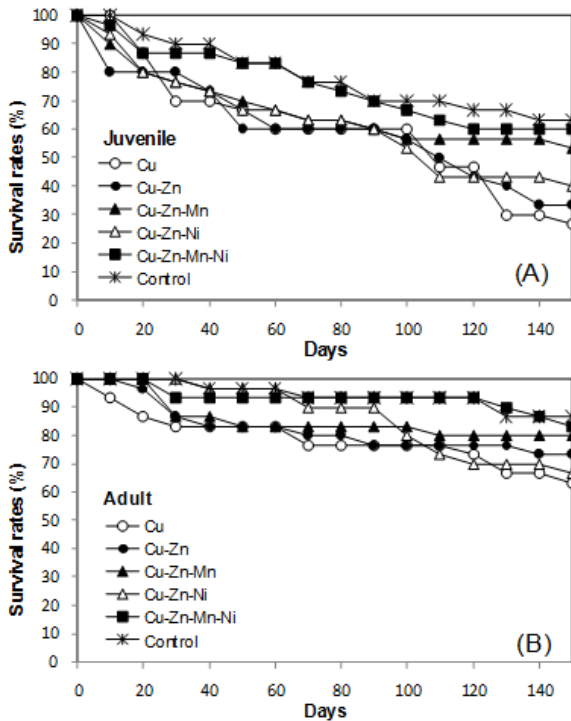 100
90
80
70
60
50
40
30
20
10
0
Survival rates (%)
Juvenile
Cu
Cu-Zn
Cu-Zn-Mn
Cu-Zn-Ni
Cu-Zn-Mn-Ni
Control
(A)
0 20 40 60 80 100 120 140
Days
100
90
80
70
60
50
40
30
20
10
0
Survival rates (%)
Adult
Cu
Cu-Zn
Cu-Zn-Mn
Cu-Zn-Ni
Cu-Zn-Mn-Ni
Control
(B)
0 20 40 60 80 100 120 140
Days